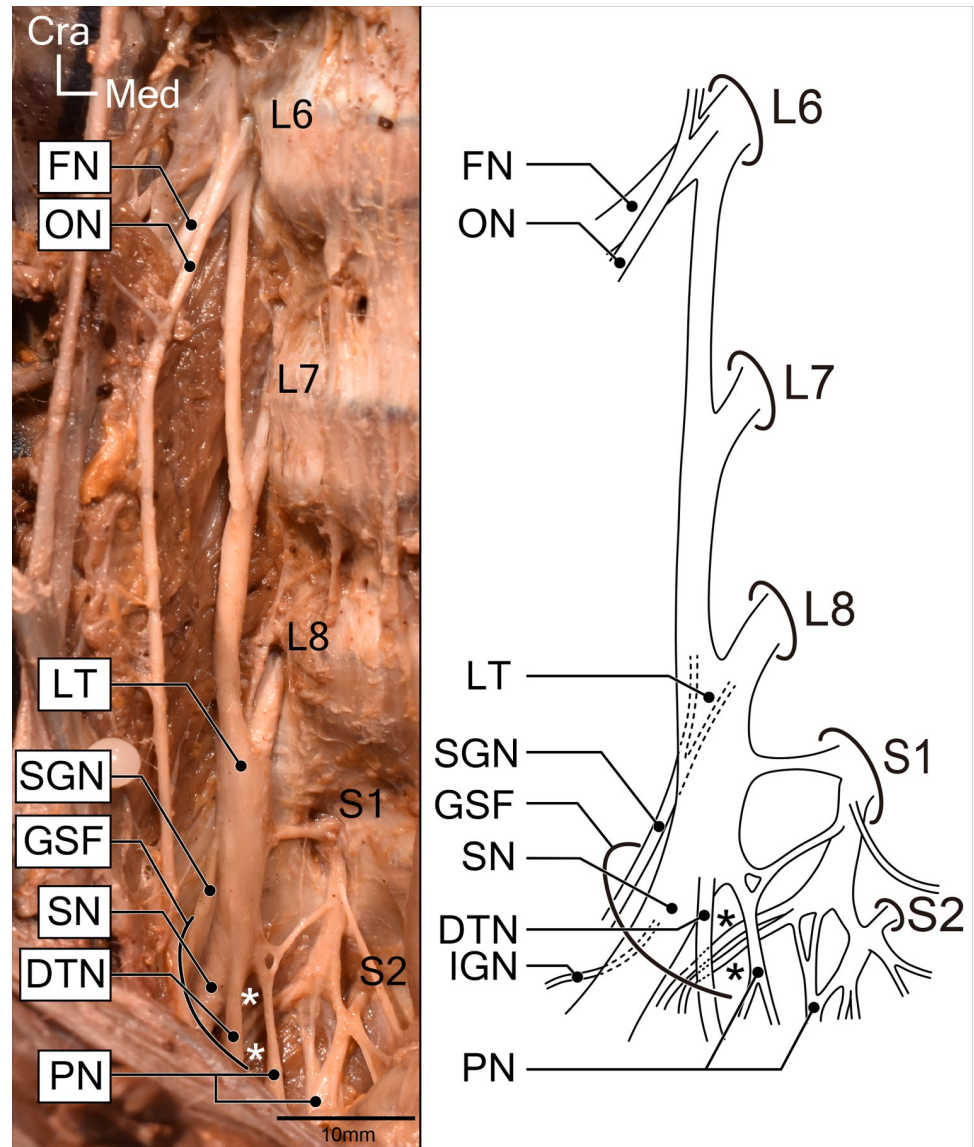 Cra
Med
L6
FN
ON
L7
L8
LT
SGN
S1
GSF
SN
S2
DTN
*
*
PN
10mm
L6
FN
ON
L7
L8
LT
SGN
S1
GSF
SN
S2
DTN
*
IGN
*
PN